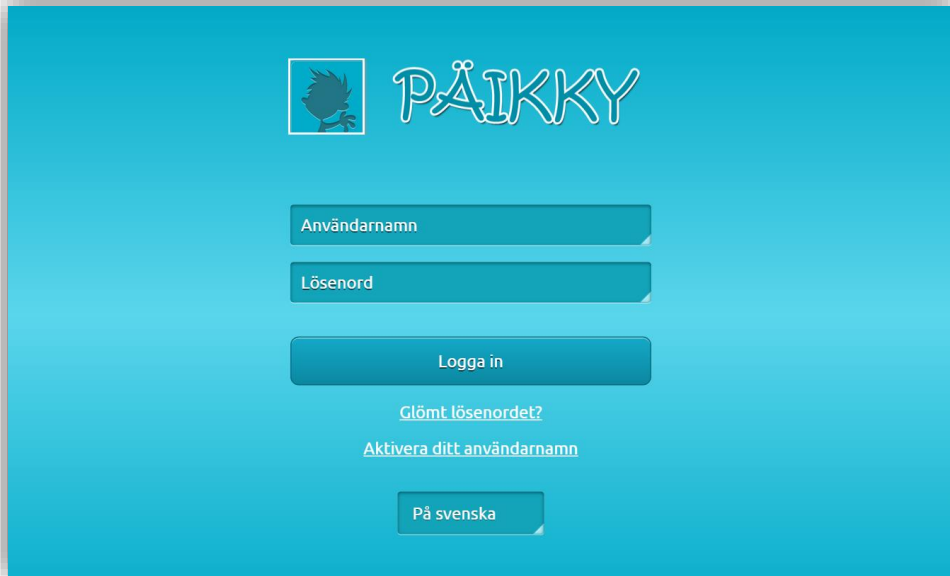 PÄIKKY
Användarnamn
Lösenord
Logga in
Glömt lösenordet?
Aktivera ditt användarnamn
På svenska